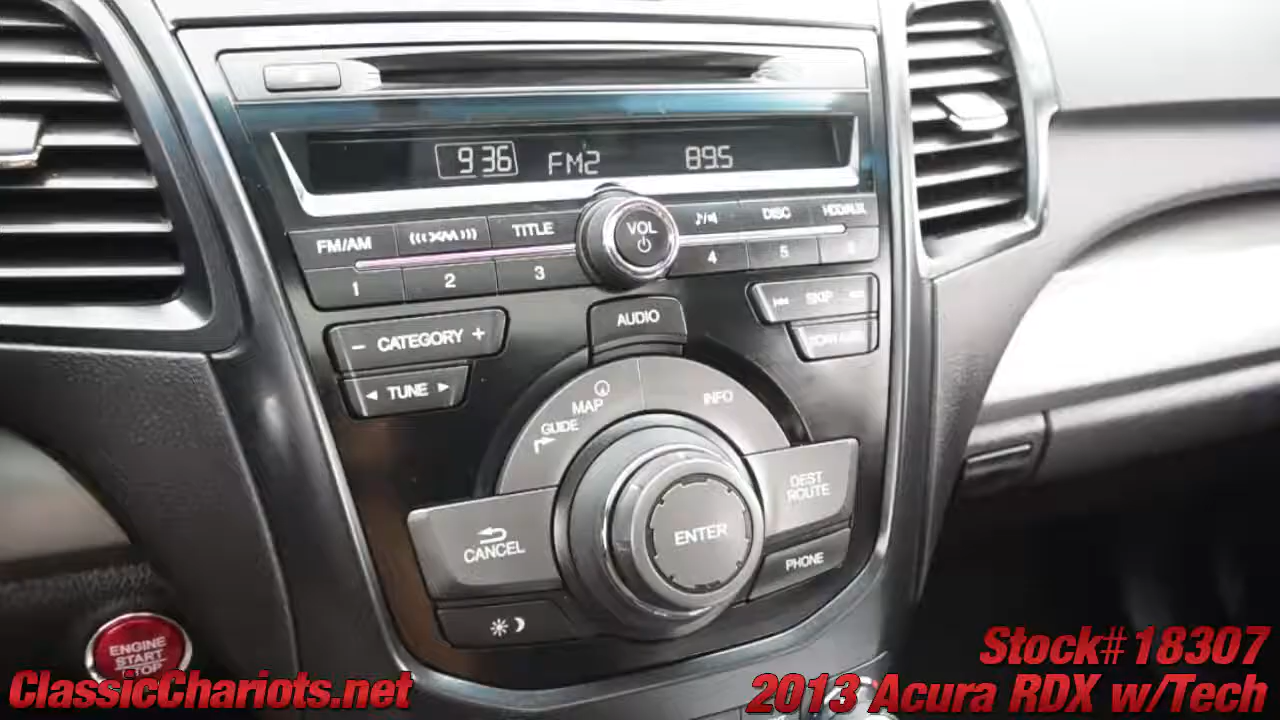 9:36 FM2 89.5
FM/AM XM TITLE VOL DISC HDD/AUX
1 2 3 4 5 6
AUDIO
SKIP
− CATEGORY +
◄ TUNE ►
MAP INFO
GUIDE
DEST
ROUTE
ENTER
CANCEL
PHONE
ENGINE
START
STOP
Stock# 18307
ClassicChariots.net
2013 Acura RDX w/Tech